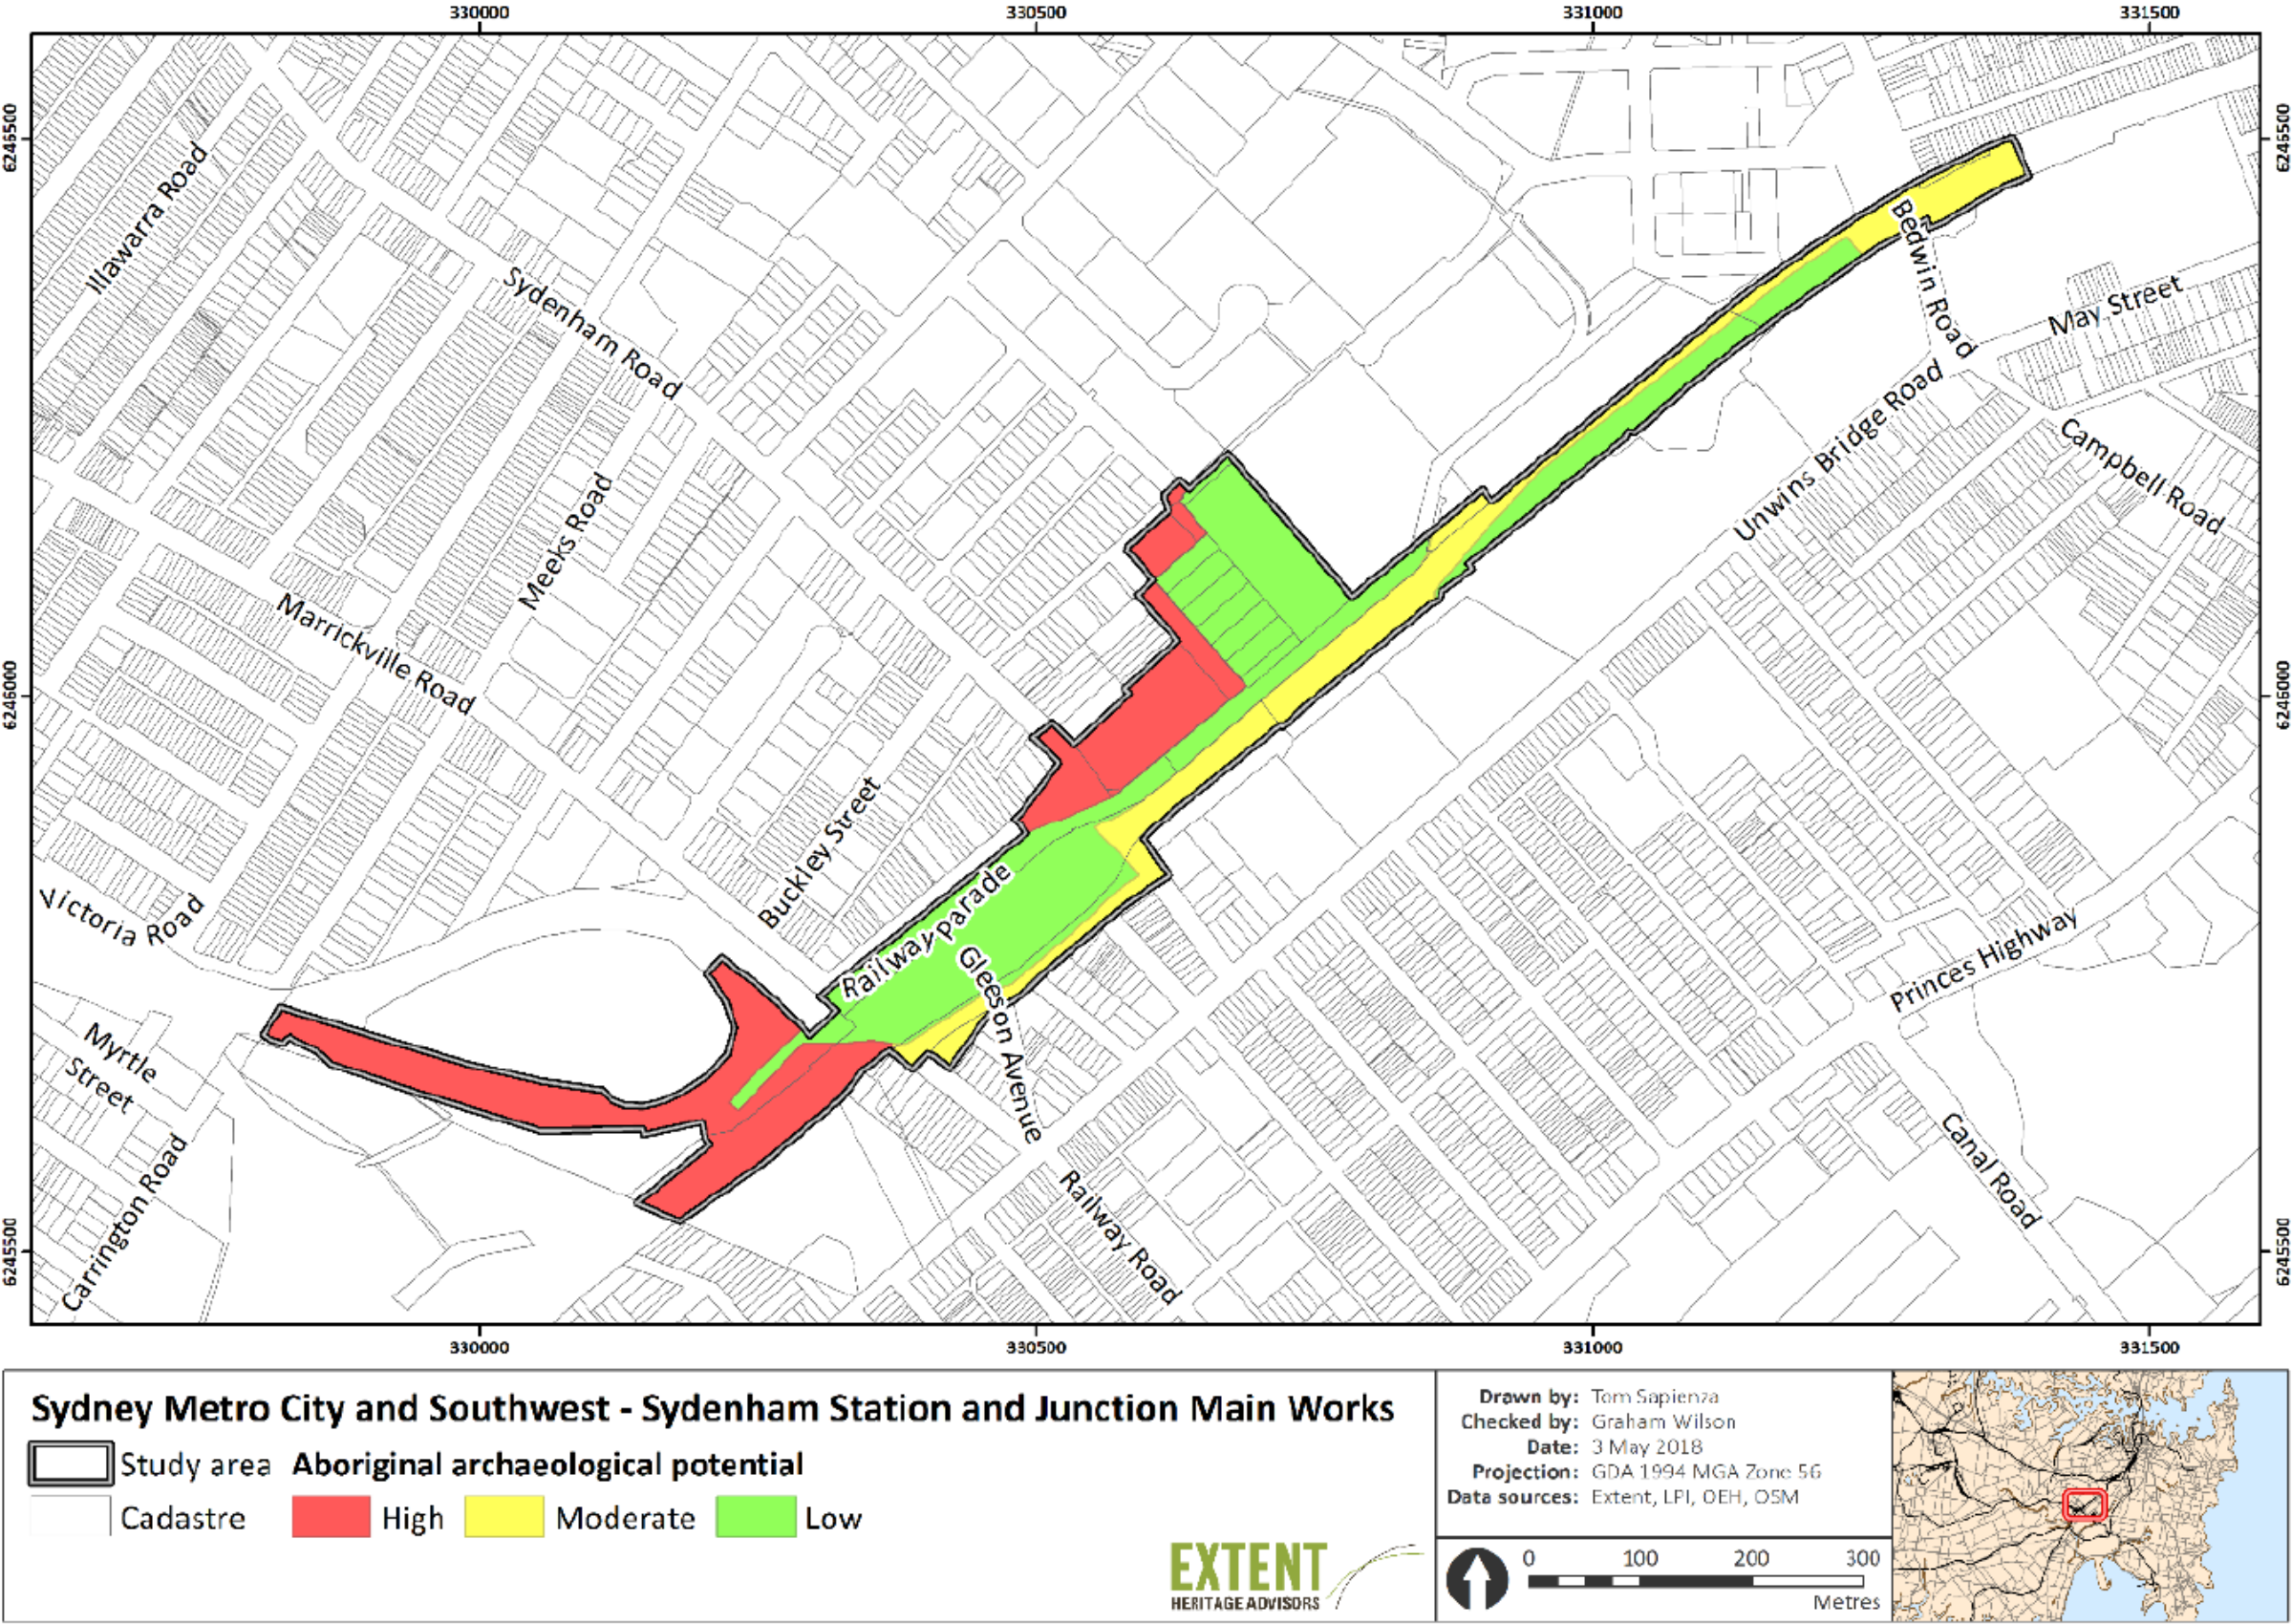 330000 330500 331000 331500
6246500 6246500
Illawarra Road
Sydenham Road
Bedwin Road
May Street
Unwins Bridge Road
Campbell Road
Meeks Road
Marrickville Road
6246000 6246000
Buckley Street
Victoria Road
Railway Parade
Gleeson Avenue
Princes Highway
Myrtle
Street
Carrington Road
Railway Road
Canal Road
6245500 6245500
330000 330500 331000 331500
Sydney Metro City and Southwest - Sydenham Station and Junction Main Works
Study area Aboriginal archaeological potential
Cadastre High Moderate Low
EXTENT
HERITAGE ADVISORS
Drawn by: Tom Sapienza
Checked by: Graham Wilson
Date: 3 May 2018
Projection: GDA 1994 MGA Zone 56
Data sources: Extent, LPI, OEH, OSM
0 100 200 300
Metres